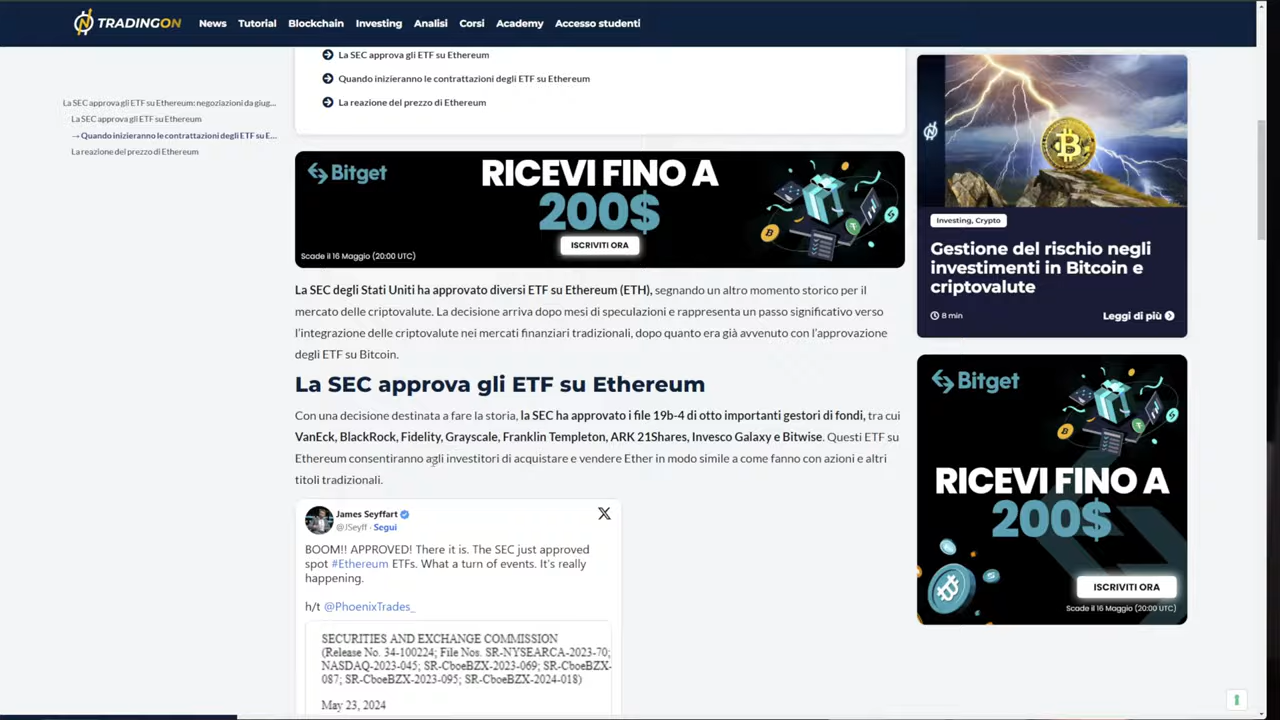 TRADINGON
News Tutorial Blockchain Investing Analisi Corsi Academy Accesso studenti
La SEC approva gli ETF su Ethereum: negoziazioni da giug...
La SEC approva gli ETF su Ethereum
→ Quando inizieranno le contrattazioni degli ETF su E...
La reazione del prezzo di Ethereum
La SEC approva gli ETF su Ethereum
Quando inizieranno le contrattazioni degli ETF su Ethereum
La reazione del prezzo di Ethereum
Bitget
RICEVI FINO A
200$
ISCRIVITI ORA
Scade il 16 Maggio (20:00 UTC)
La SEC degli Stati Uniti ha approvato diversi ETF su Ethereum (ETH), segnando un altro momento storico per il
mercato delle criptovalute. La decisione arriva dopo mesi di speculazioni e rappresenta un passo significativo verso
l'integrazione delle criptovalute nei mercati finanziari tradizionali, dopo quanto era già avvenuto con l'approvazione
degli ETF su Bitcoin.
La SEC approva gli ETF su Ethereum
Con una decisione destinata a fare la storia, la SEC ha approvato i file 19b-4 di otto importanti gestori di fondi, tra cui
VanEck, BlackRock, Fidelity, Grayscale, Franklin Templeton, ARK 21Shares, Invesco Galaxy e Bitwise. Questi ETF su
Ethereum consentiranno agli investitori di acquistare e vendere Ether in modo simile a come fanno con azioni e altri
titoli tradizionali.
James Seyffart
@JSeyff · Segui
BOOM!! APPROVED! There it is. The SEC just approved
spot #Ethereum ETFs. What a turn of events. It's really
happening.
h/t @PhoenixTrades_
SECURITIES AND EXCHANGE COMMISSION
(Release No. 34-100224; File Nos. SR-NYSEARCA-2023-70;
NASDAQ-2023-045; SR-CboeBZX-2023-069; SR-CboeBZX-
087; SR-CboeBZX-2023-095; SR-CboeBZX-2024-018)
May 23, 2024
Investing, Crypto
Gestione del rischio negli
investimenti in Bitcoin e
criptovalute
8 min
Leggi di più
Bitget
RICEVI FINO A
200$
ISCRIVITI ORA
Scade il 16 Maggio (20:00 UTC)